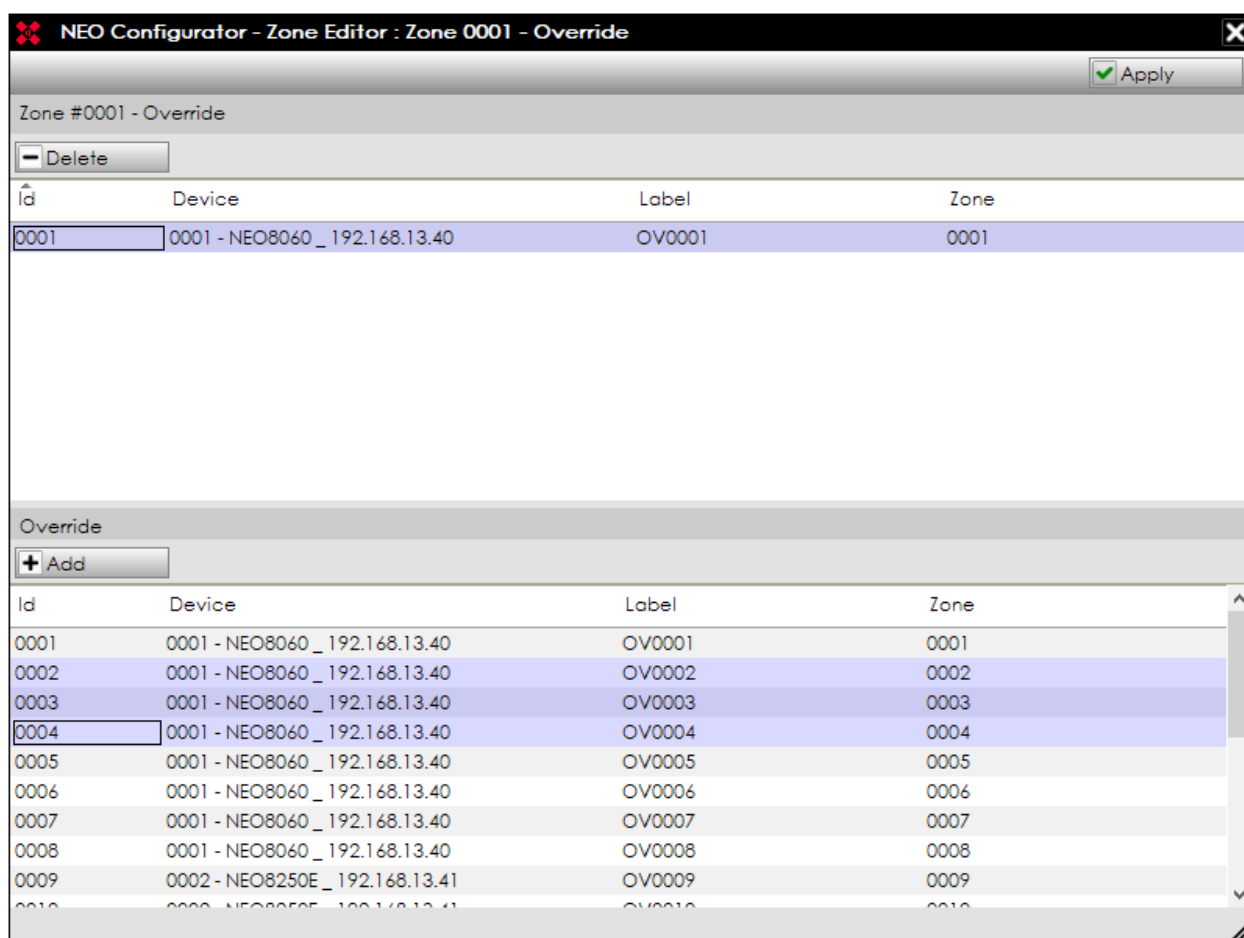 NEO Configurator - Zone Editor : Zone 0001 - Override
Apply
Zone #0001 - Override
Delete
Id Device Label Zone
0001 0001 - NEO8060 _ 192.168.13.40 OV0001 0001
Override
Add
Id Device Label Zone
0001 0001 - NEO8060 _ 192.168.13.40 OV0001 0001
0002 0001 - NEO8060 _ 192.168.13.40 OV0002 0002
0003 0001 - NEO8060 _ 192.168.13.40 OV0003 0003
0004 0001 - NEO8060 _ 192.168.13.40 OV0004 0004
0005 0001 - NEO8060 _ 192.168.13.40 OV0005 0005
0006 0001 - NEO8060 _ 192.168.13.40 OV0006 0006
0007 0001 - NEO8060 _ 192.168.13.40 OV0007 0007
0008 0001 - NEO8060 _ 192.168.13.40 OV0008 0008
0009 0002 - NEO8250E _ 192.168.13.41 OV0009 0009